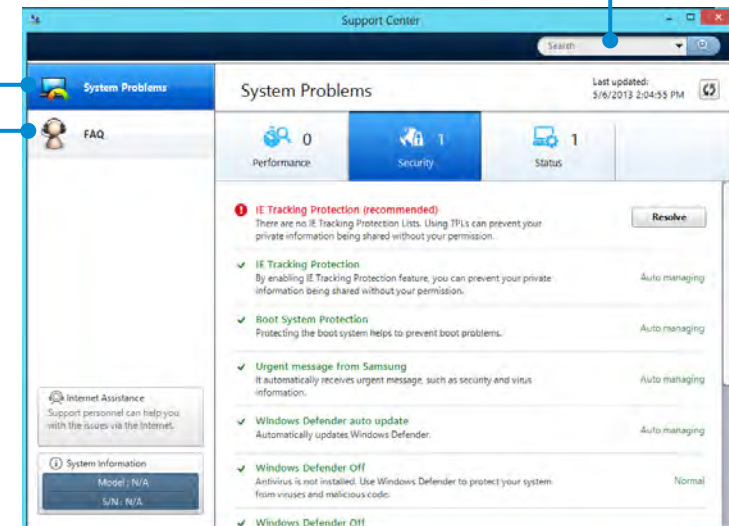 Support Center
Search
System Problems
FAQ
System Problems
Last updated:
5/6/2013 2:04:55 PM
0
Performance
1
Security
1
Status
IE Tracking Protection (recommended)
There are no IE Tracking Protection Lists. Using TPLs can prevent your
private information being shared without your permission.
Resolve
IE Tracking Protection
By enabling IE Tracking Protection feature, you can prevent your private
information being shared without your permission.
Auto managing
Boot System Protection
Protecting the boot system helps to prevent boot problems.
Auto managing
Urgent message from Samsung
It automatically receives urgent message, such as security and virus
information.
Auto managing
Windows Defender auto update
Automatically updates Windows Defender.
Auto managing
Windows Defender Off
Antivirus is not installed. Use Windows Defender to protect your system
from viruses and malicious code.
Normal
Windows Defender Off
Internet Assistance
Support personnel can help you
with the issues via the Internet.
System Information
Model : N/A
S/N : N/A